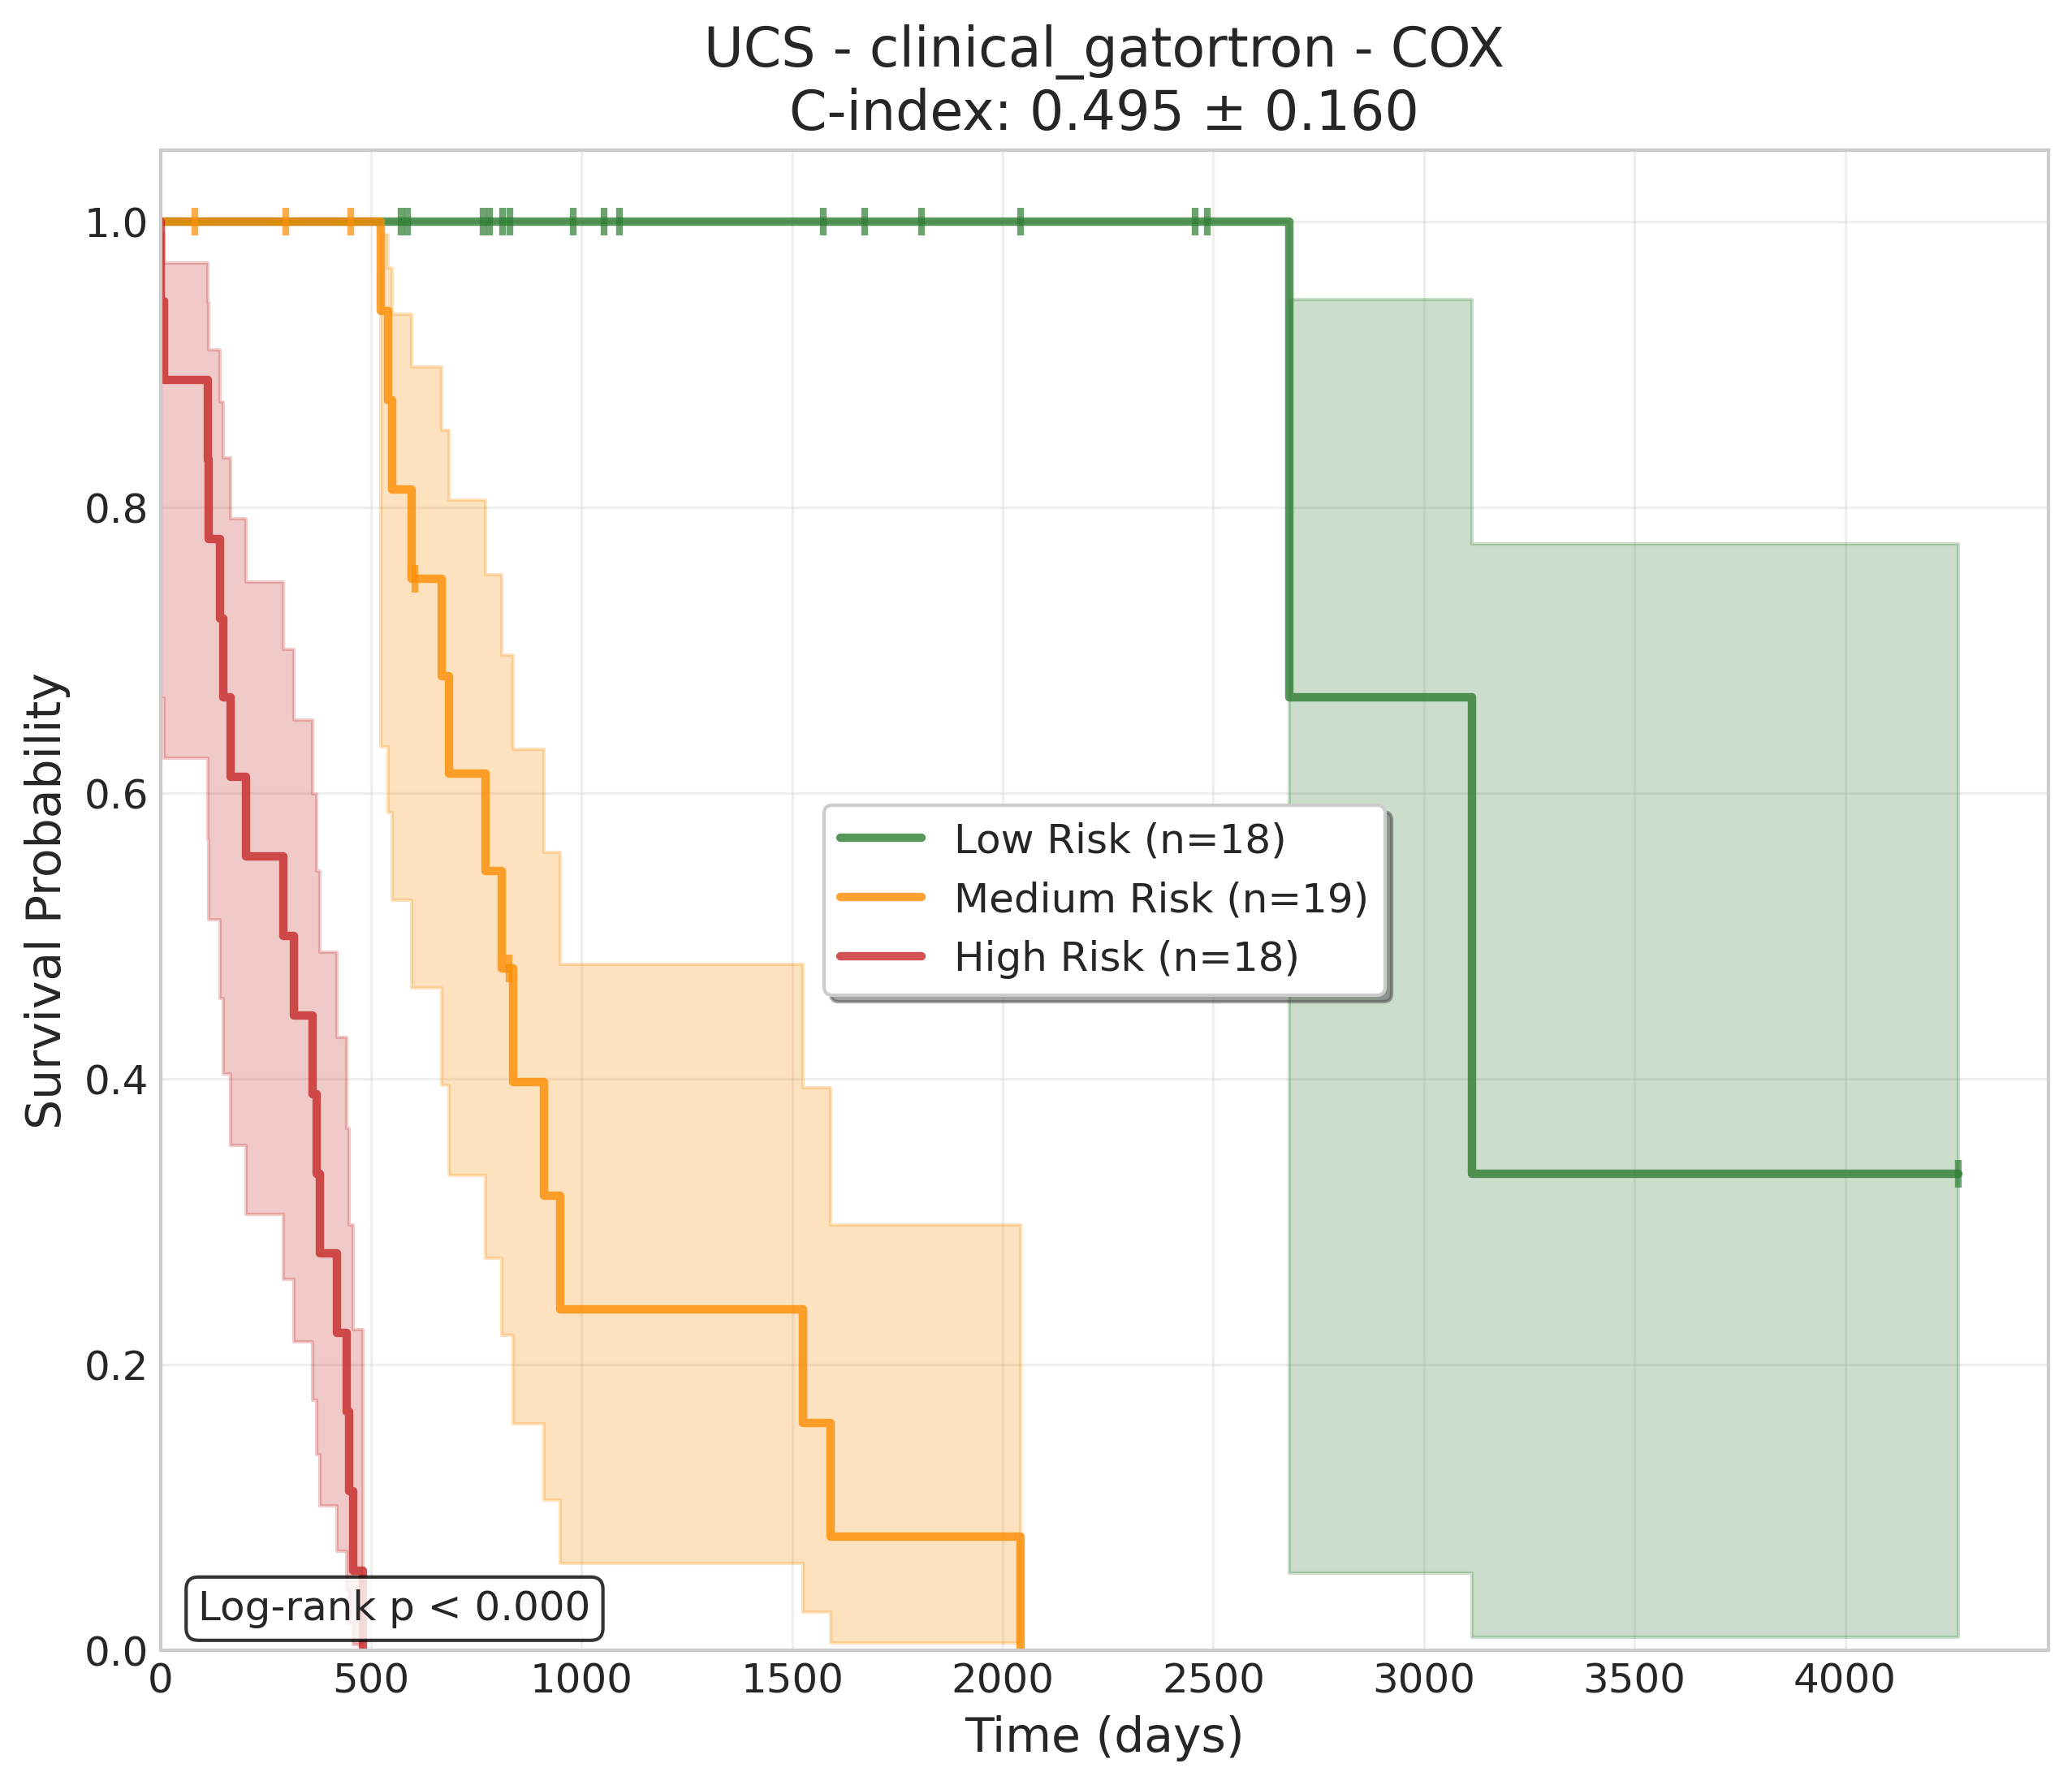 UCS - clinical_gatortron - COX
C-index: 0.495 ± 0.160
Survival Probability
1.0
0.8
0.6
0.4
0.2
0.0
Low Risk (n=18)
Medium Risk (n=19)
High Risk (n=18)
Log-rank p < 0.000
0 500 1000 1500 2000 2500 3000 3500 4000
Time (days)